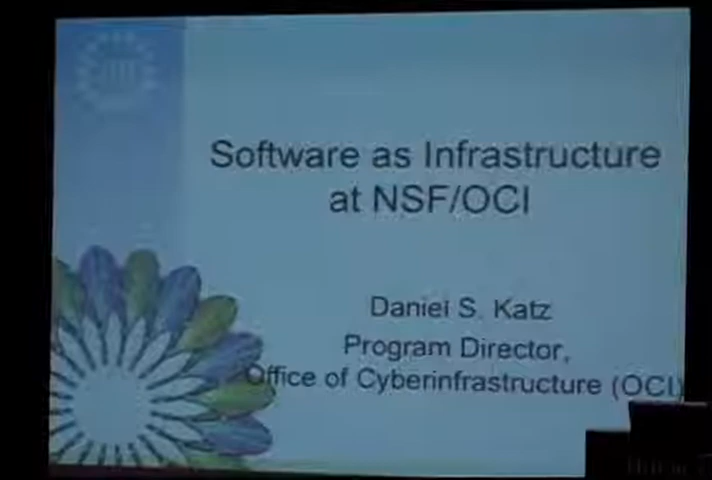 Software as Infrastructure
at NSF/OCI
Daniel S. Katz
Program Director,
Office of Cyberinfrastructure (OCI)